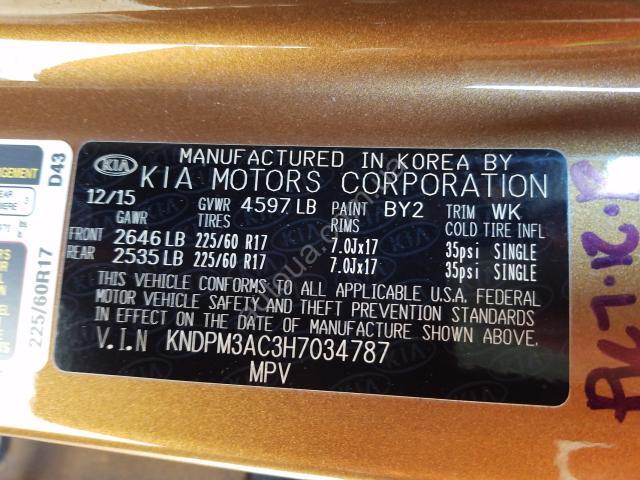 MANUFACTURED IN KOREA BY
KIA
KIA MOTORS CORPORATION
12/15 GVWR 4597 LB PAINT BY2 TRIM WK
GAWR TIRES RIMS COLD TIRE INFL
FRONT 2646 LB 225/60 R17 7.0Jx17 35psi SINGLE
REAR 2535 LB 225/60 R17 7.0Jx17 35psi SINGLE
THIS VEHICLE CONFORMS TO ALL APPLICABLE U.S.A. FEDERAL
MOTOR VEHICLE SAFETY AND THEFT PREVENTION STANDARDS
IN EFFECT ON THE DATE OF MANUFACTURE SHOWN ABOVE.
V.I.N KNDPM3AC3H7034787
MPV
D43
225/60R17